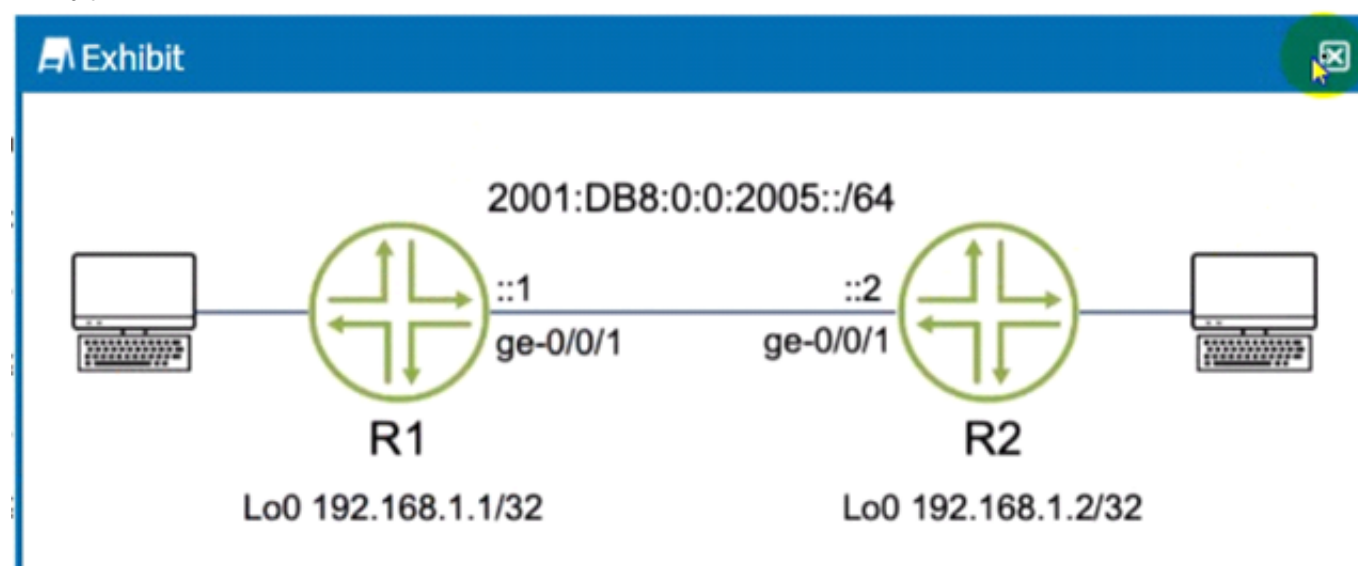 Exhibit
2001:DB8:0:0:2005::/64
::1 ::2
ge-0/0/1 ge-0/0/1
R1 R2
Lo0 192.168.1.1/32 Lo0 192.168.1.2/32